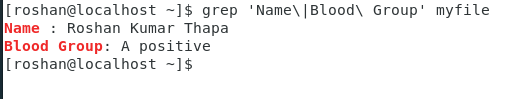 [roshan@localhost ~]$ grep 'Name\|Blood\ Group' myfile
Name : Roshan Kumar Thapa
Blood Group: A positive
[roshan@localhost ~]$